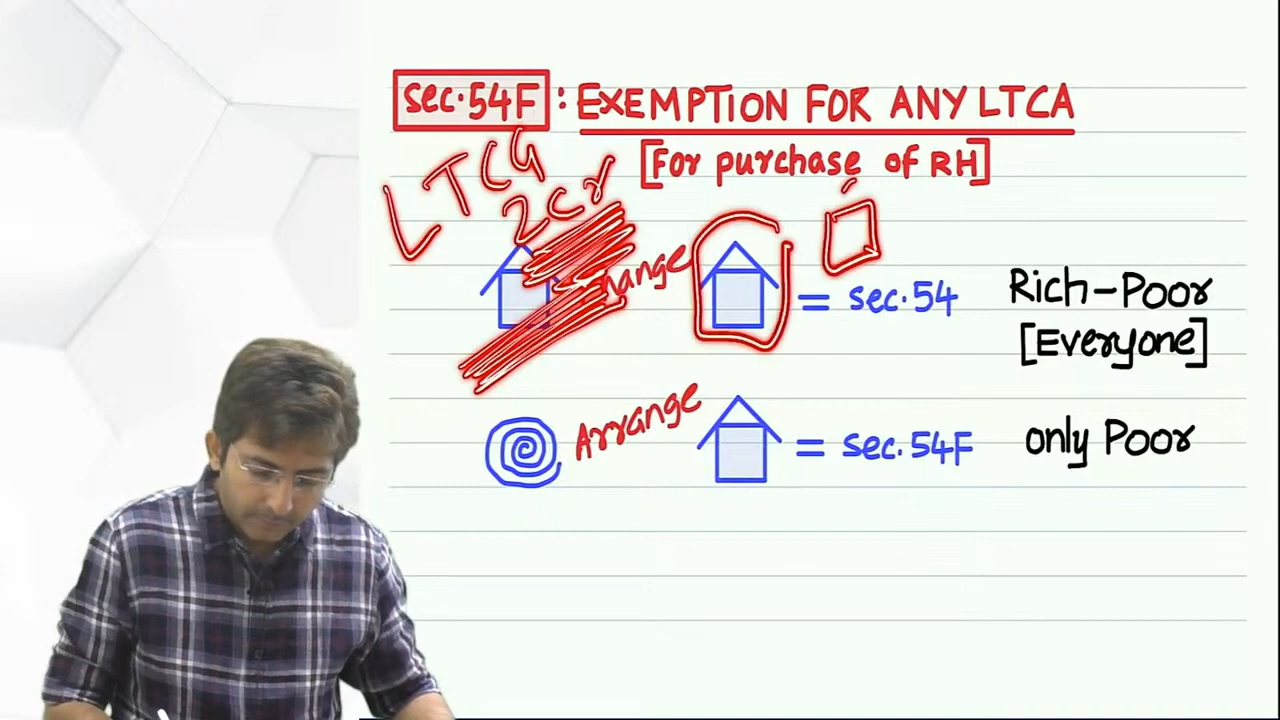 sec.54F : EXEMPTION FOR ANY LTCA
[For purchase of RH]
LTCG
2Cr
= sec.54 Rich-Poor
[Everyone]
Arrange = sec.54F only Poor